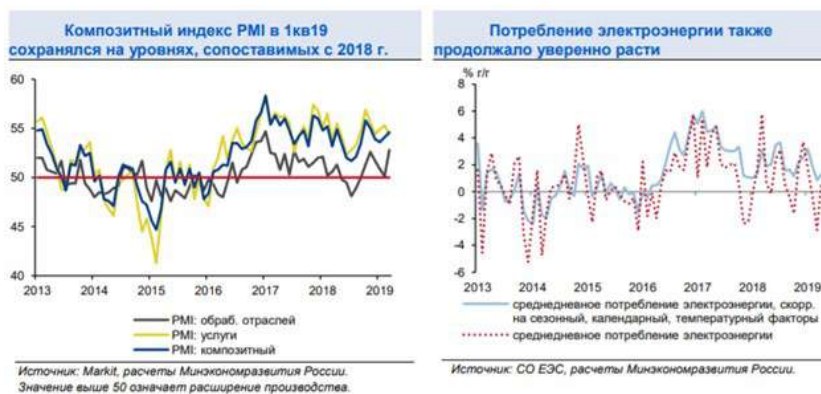 Композитный индекс PMI в 1кв19
сохранялся на уровнях, сопоставимых с 2018 г.
60
55
50
45
40
2013 2014 2015 2016 2017 2018 2019
PMI: обраб. отраслей
PMI: услуги
PMI: композитный
Источник: Markit, расчеты Минэкономразвития России.
Значение выше 50 означает расширение производства.
Потребление электроэнергии также
продолжало уверенно расти
% г/г
8
6
4
2
0
-2
-4
-6
2013 2014 2015 2016 2017 2018 2019
среднедневное потребление электроэнергии, скорр.
на сезонный, календарный, температурный факторы
среднедневное потребление электроэнергии
Источник: СО ЕЭС, расчеты Минэкономразвития России.